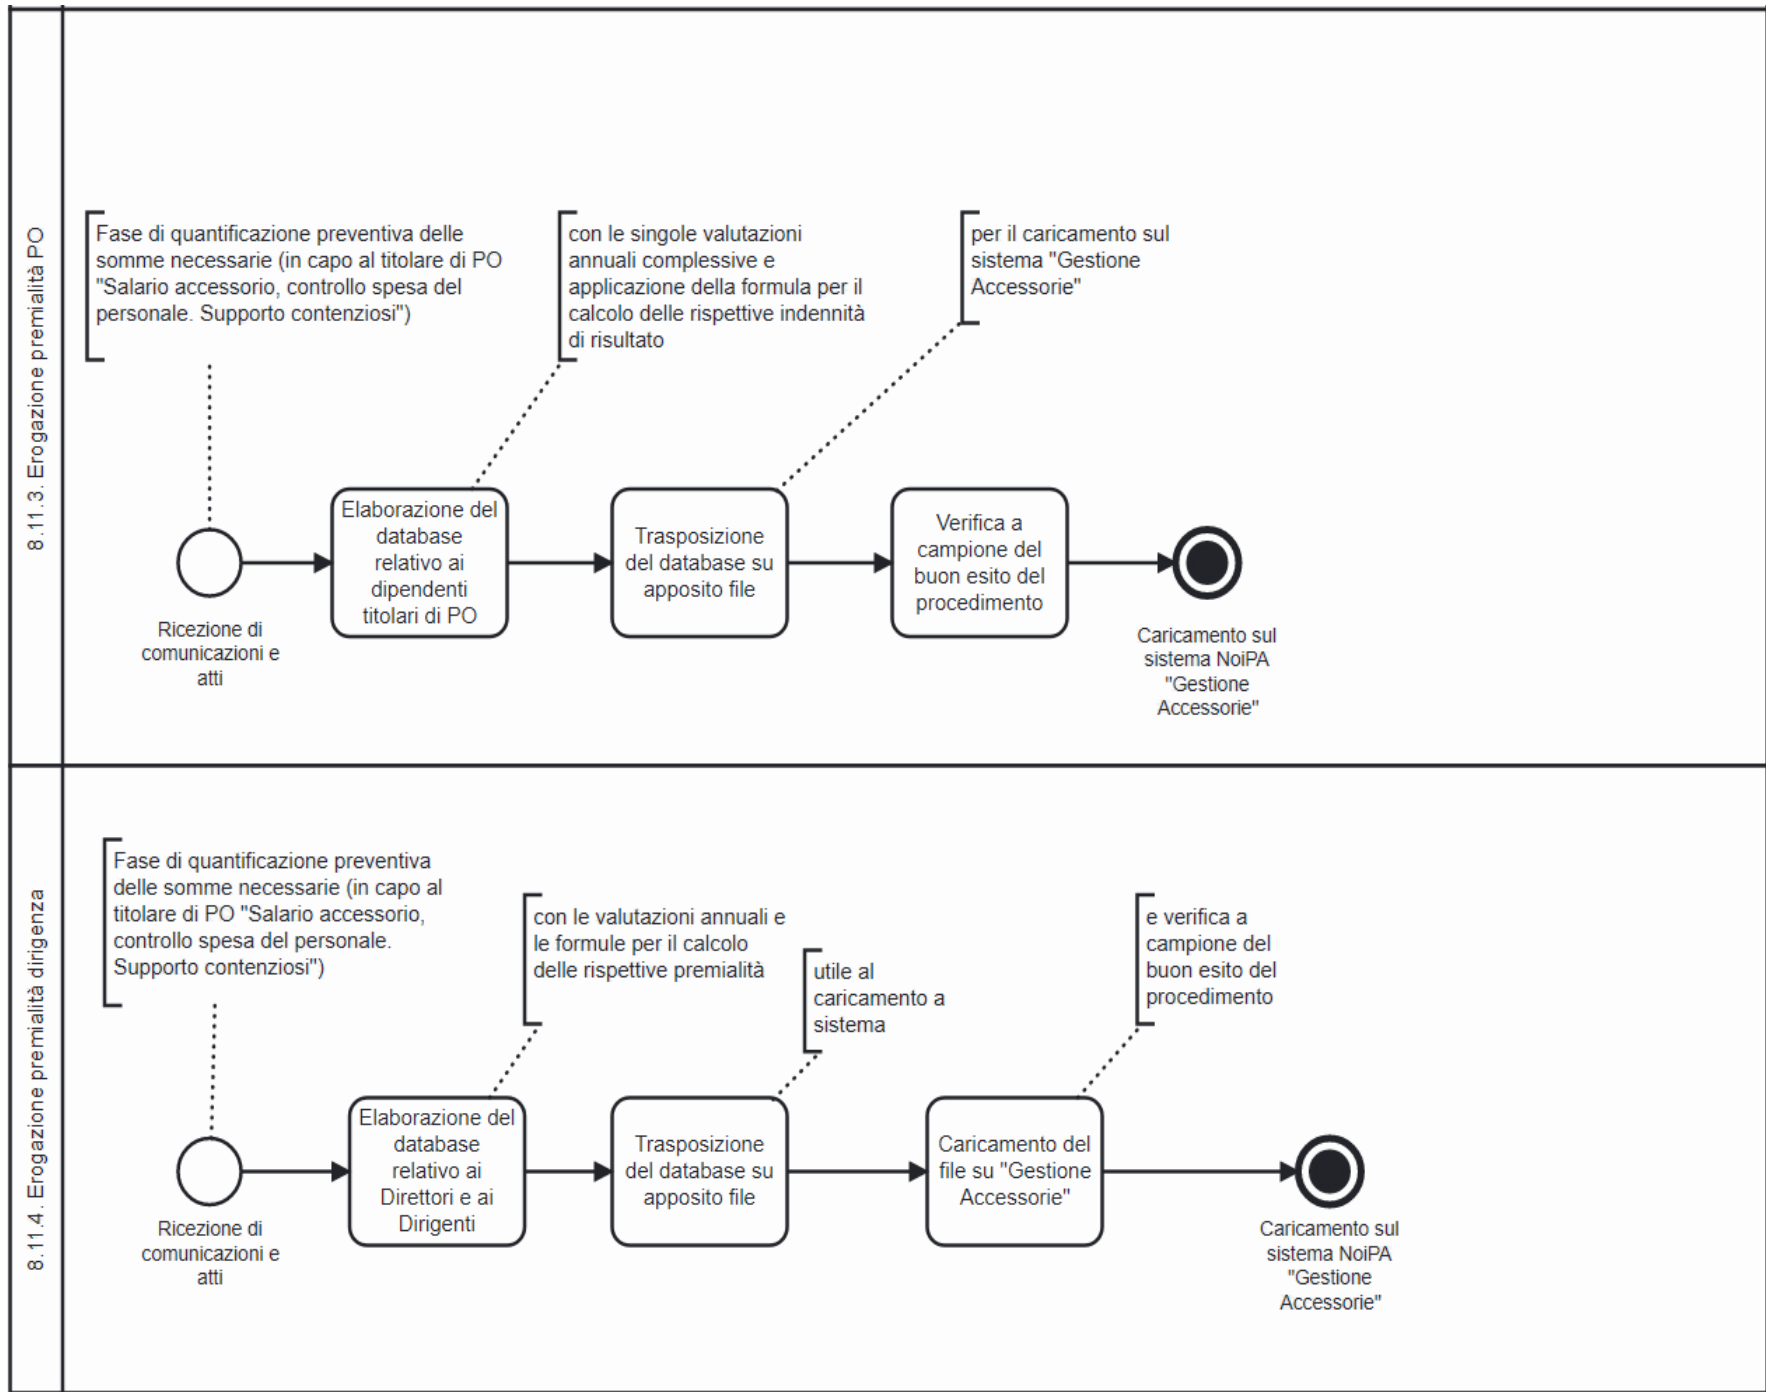 8.11.3. Erogazione premialità PO
Fase di quantificazione preventiva delle
somme necessarie (in capo al titolare di PO
"Salario accessorio, controllo spesa del
personale. Supporto contenziosi")
con le singole valutazioni
annuali complessive e
applicazione della formula per il
calcolo delle rispettive indennità
di risultato
per il caricamento sul
sistema "Gestione
Accessorie"
Ricezione di
comunicazioni e
atti
Elaborazione del
database
relativo ai
dipendenti
titolari di PO
Trasposizione
del database su
apposito file
Verifica a
campione del
buon esito del
procedimento
Caricamento sul
sistema NoiPA
"Gestione
Accessorie"
8.11.4. Erogazione premialità dirigenza
Fase di quantificazione preventiva
delle somme necessarie (in capo al
titolare di PO "Salario accessorio,
controllo spesa del personale.
Supporto contenziosi")
con le valutazioni annuali e
le formule per il calcolo
delle rispettive premialità
utile al
caricamento a
sistema
e verifica a
campione del
buon esito del
procedimento
Ricezione di
comunicazioni e
atti
Elaborazione del
database
relativo ai
Direttori e ai
Dirigenti
Trasposizione
del database su
apposito file
Caricamento del
file su "Gestione
Accessorie"
Caricamento sul
sistema NoiPA
"Gestione
Accessorie"